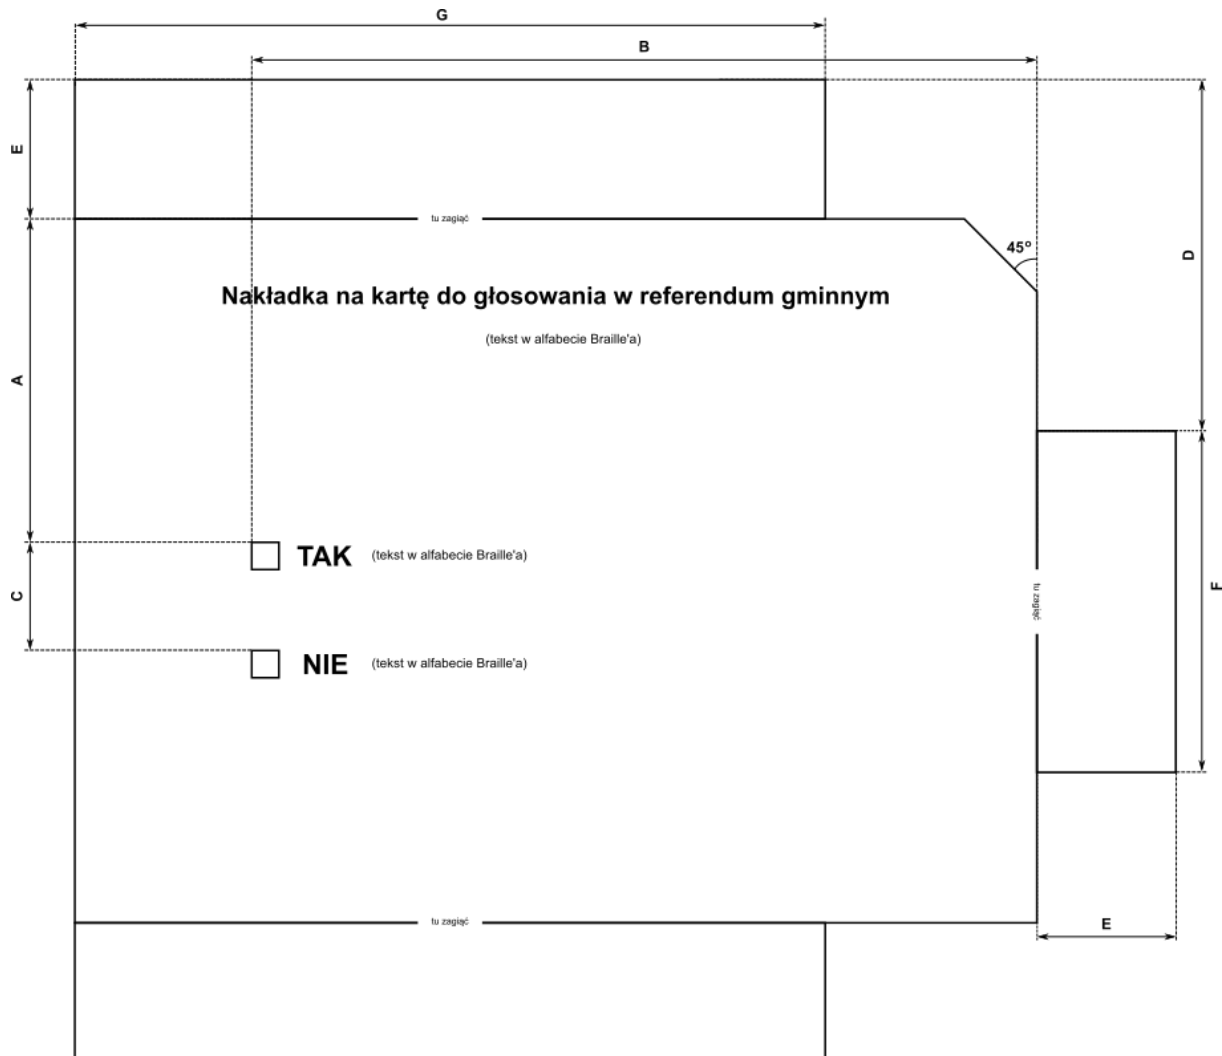 G
B
E
tu zagiąć
45°
D
Nakładka na kartę do głosowania w referendum gminnym
(tekst w alfabecie Braille'a)
A
TAK (tekst w alfabecie Braille'a)
C
tu zagiąć
F
NIE (tekst w alfabecie Braille'a)
tu zagiąć
E